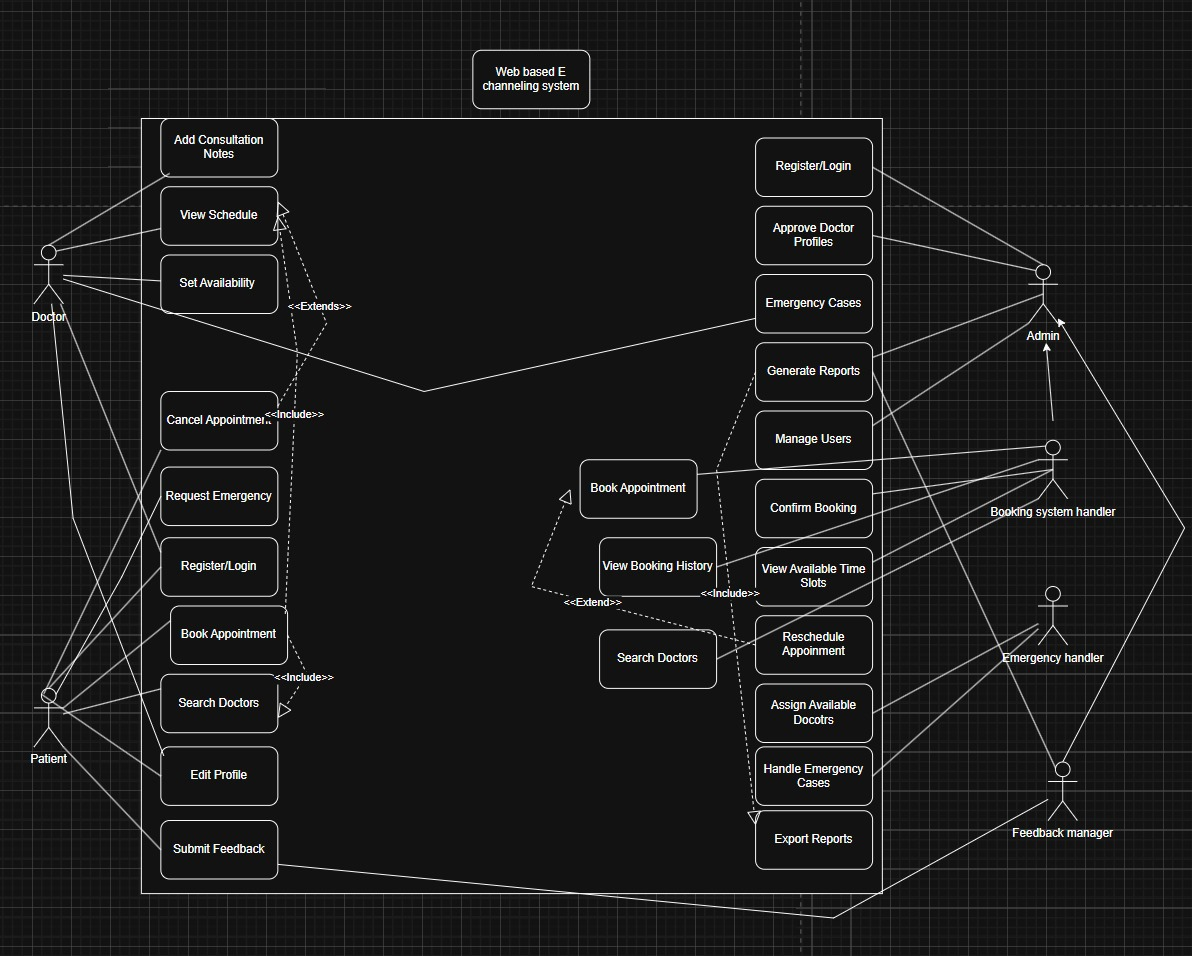 Web based E
channeling system
Add Consultation
Notes
View Schedule
Set Availability
<<Extends>>
Doctor
Cancel Appointment
<<Include>>
Request Emergency
Register/Login
Book Appointment
<<Include>>
Search Doctors
Patient
Edit Profile
Submit Feedback
Book Appointment
View Booking History
<<Extend>>
<<Include>>
Search Doctors
Register/Login
Approve Doctor
Profiles
Emergency Cases
Generate Reports
Manage Users
Confirm Booking
View Available Time
Slots
Reschedule
Appoinment
Assign Available
Docotrs
Handle Emergency
Cases
Export Reports
Admin
Booking system handler
Emergency handler
Feedback manager